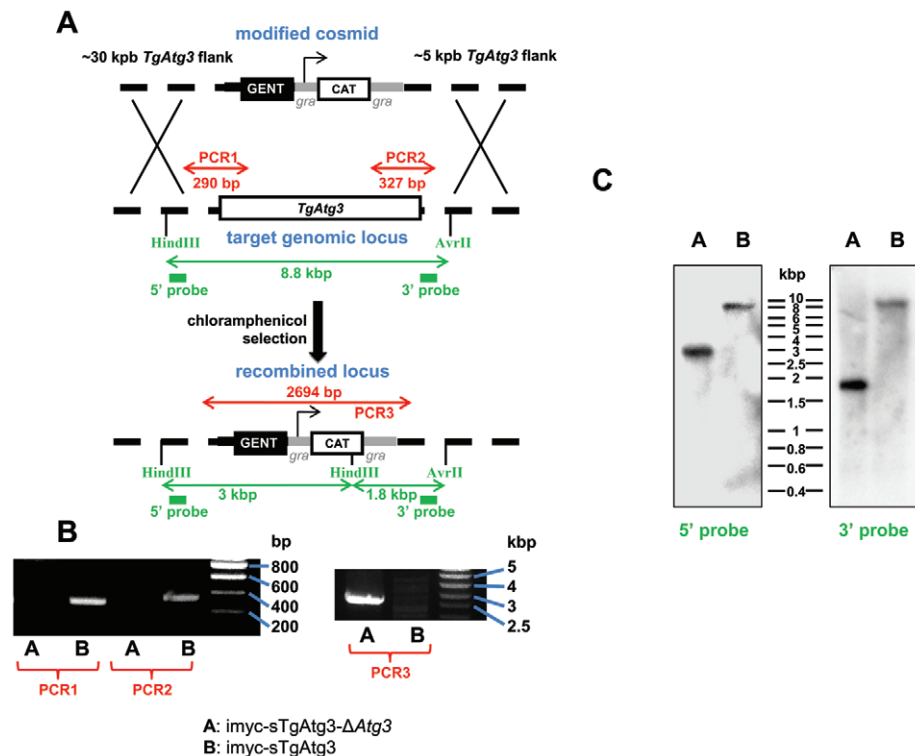 A
modified cosmid
~30 kpb TgAtg3 flank
~5 kpb TgAtg3 flank
GENT
CAT
gra
gra
PCR1
PCR2
290 bp
327 bp
TgAtg3
HindIII
target genomic locus
AvrII
8.8 kbp
5' probe
3' probe
chloramphenicol
selection
recombined locus
2694 bp
PCR3
GENT
CAT
gra
gra
HindIII
HindIII
AvrII
3 kbp
1.8 kbp
5' probe
3' probe
B
bp
800
600
400
200
A B A B
PCR1
PCR2
kbp
5
4
3
2.5
A B
PCR3
A: imyc-sTgAtg3-ΔAtg3
B: imyc-sTgAtg3
C
A B
kbp
A B
10
8
6
5
4
3
2.5
2
1.5
1
0.8
0.6
0.4
5' probe
3' probe